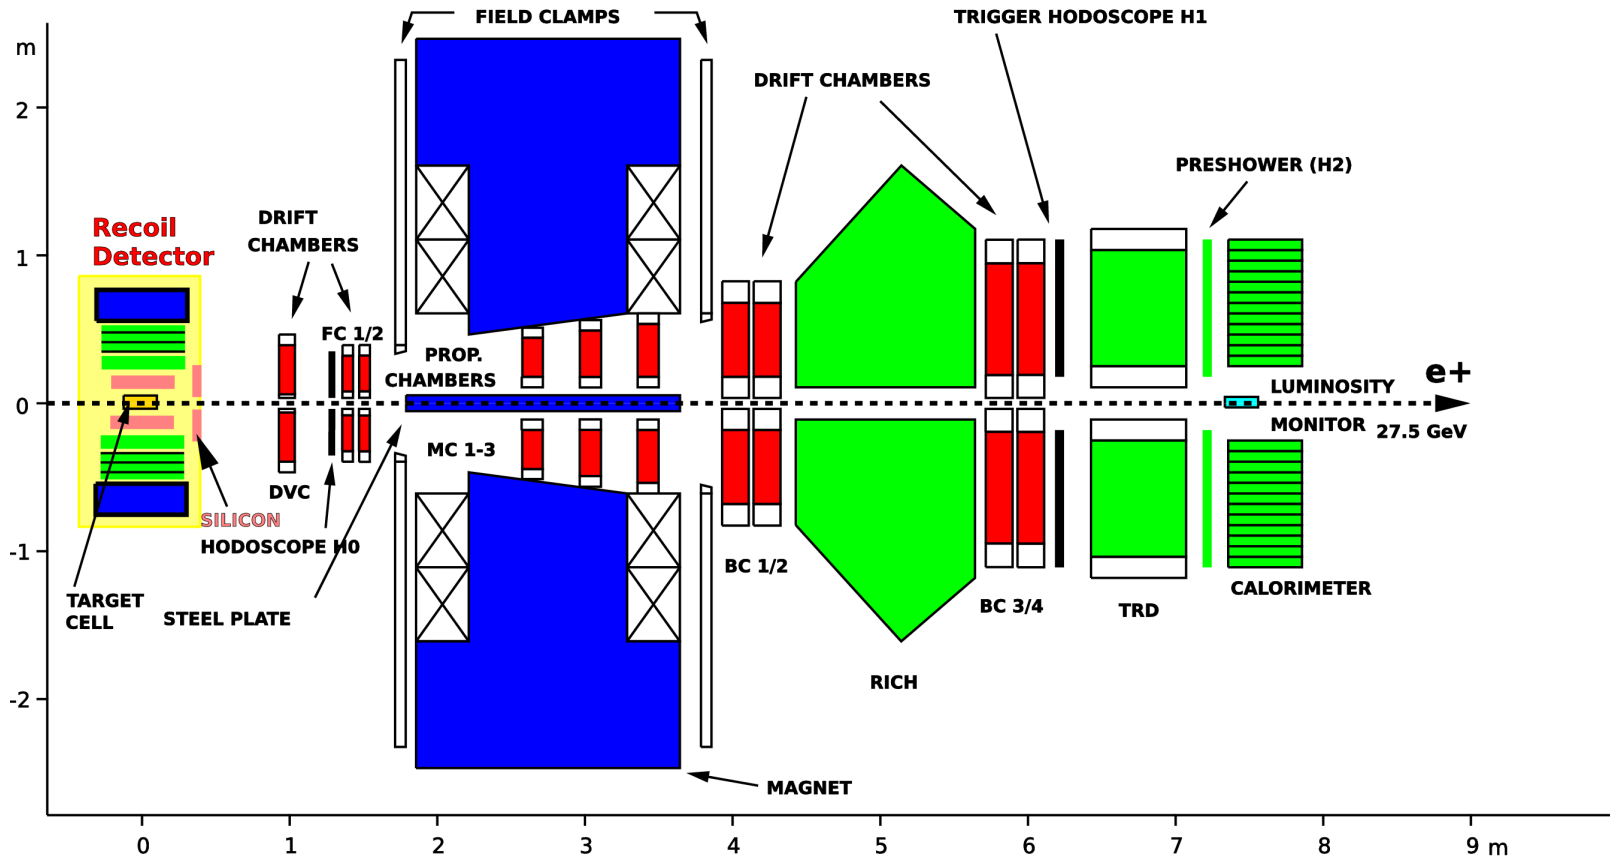 FIELD CLAMPS
TRIGGER HODOSCOPE H1
m
DRIFT CHAMBERS
2
PRESHOWER (H2)
Recoil
Detector
DRIFT
CHAMBERS
1
FC 1/2
PROP.
CHAMBERS
e+
LUMINOSITY
0
MONITOR
27.5 GeV
MC 1-3
DVC
SILICON
HODOSCOPE H0
-1
BC 1/2
CALORIMETER
TARGET
CELL
STEEL PLATE
BC 3/4
TRD
RICH
-2
MAGNET
0 1 2 3 4 5 6 7 8 9 m